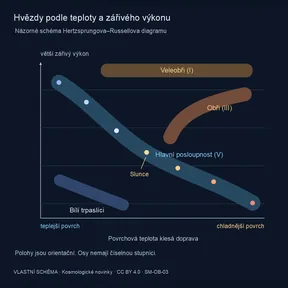 Hvězdy podle teploty a zářivého výkonu
Názorné schéma Hertzsprungova–Russellova diagramu
větší zářivý výkon
Veleobři (I)
Obři (III)
Hlavní posloupnost (V)
Slunce
Bílí trpaslíci
teplejší povrch
chladnější povrch
Povrchová teplota klesá doprava
Polohy jsou orientační. Osy nemají číselnou stupnici.
VLASTNÍ SCHÉMA · Kosmologické novinky · CC BY 4.0 · SM-OB-03